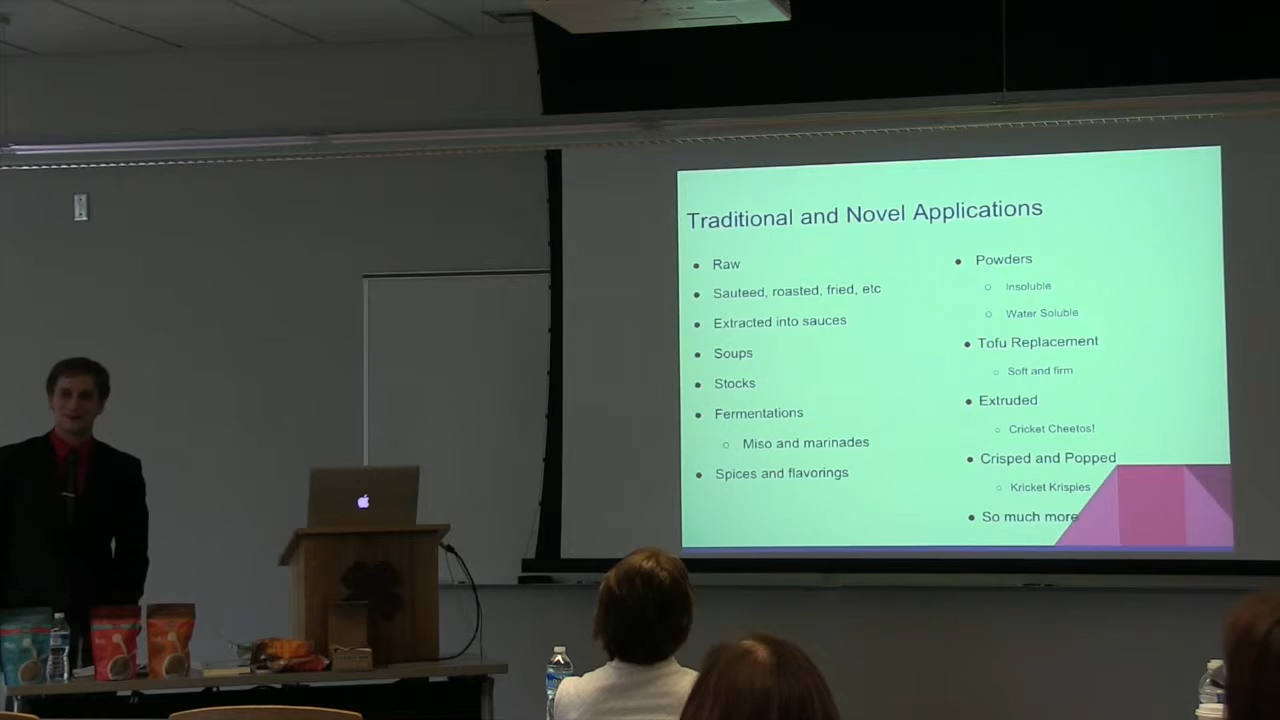 Traditional and Novel Applications
Raw
Sauteed, roasted, fried, etc
Extracted into sauces
Soups
Stocks
Fermentations
Miso and marinades
Spices and flavorings
Powders
Insoluble
Water Soluble
Tofu Replacement
Soft and firm
Extruded
Cricket Cheetos!
Crisped and Popped
Kricket Krispies
So much more